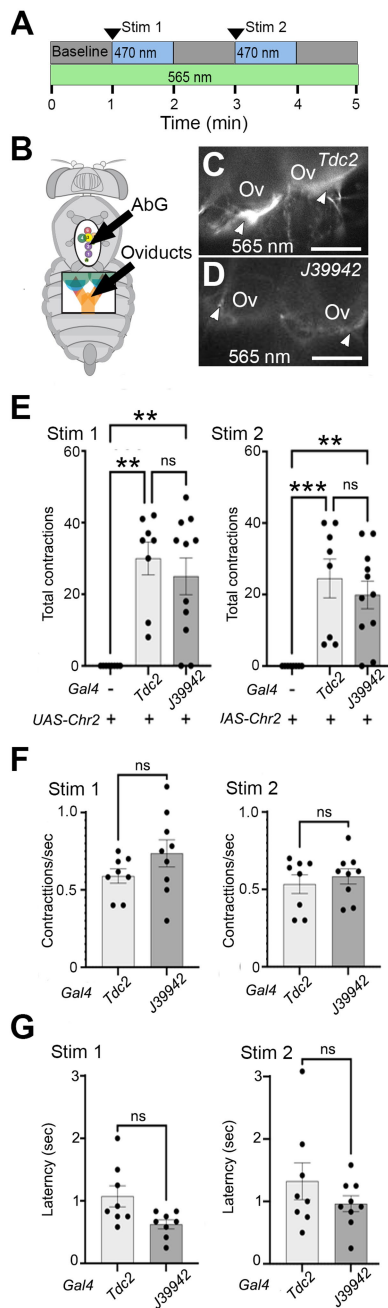 A
Stim 1 Stim 2
Baseline 470 nm 470 nm
565 nm
0 1 2 3 4 5
Time (min)
B
AbG
Oviducts
C
Tdc2
Ov
Ov
565 nm
D
J39942
Ov
Ov
565 nm
E
Stim 1
**
**
ns
60
40
20
0
Total contractions
Gal4 - Tdc2 J39942
UAS-Chr2 + + +
Stim 2
**
***
ns
60
40
20
0
Total contractions
- Tdc2 J39942
IAS-Chr2 + + +
F
Stim 1
ns
1.0
0.5
0
Contracttions/sec
Gal4 Tdc2 J39942
Stim 2
ns
1.0
0.5
0
Contractions/sec
Gal4 Tdc2 J39942
G
Stim 1
ns
3
2
1
0
Laterncy (sec)
Gal4 Tdc2 J39942
Stim 2
ns
3
2
1
0
Laterncy (sec)
Gal4 Tdc2 J39942